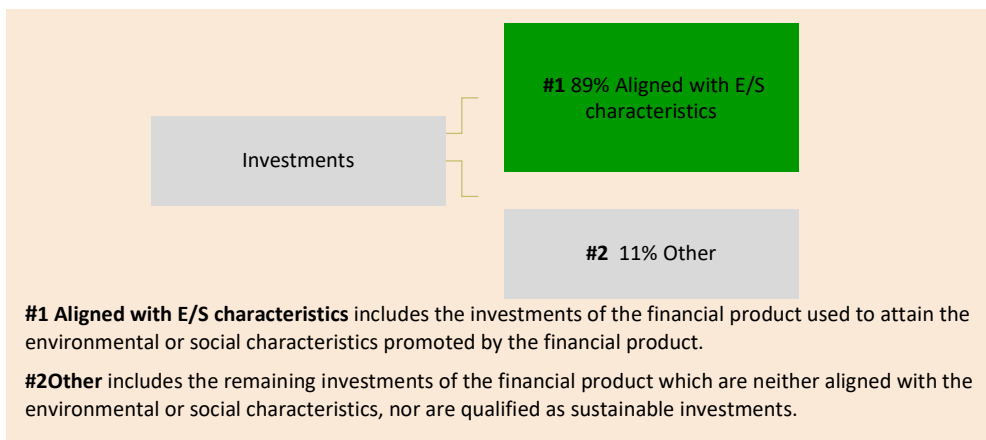 #1 89% Aligned with E/S
characteristics
Investments
#2 11% Other
#1 Aligned with E/S characteristics includes the investments of the financial product used to attain the
environmental or social characteristics promoted by the financial product.
#2Other includes the remaining investments of the financial product which are neither aligned with the
environmental or social characteristics, nor are qualified as sustainable investments.